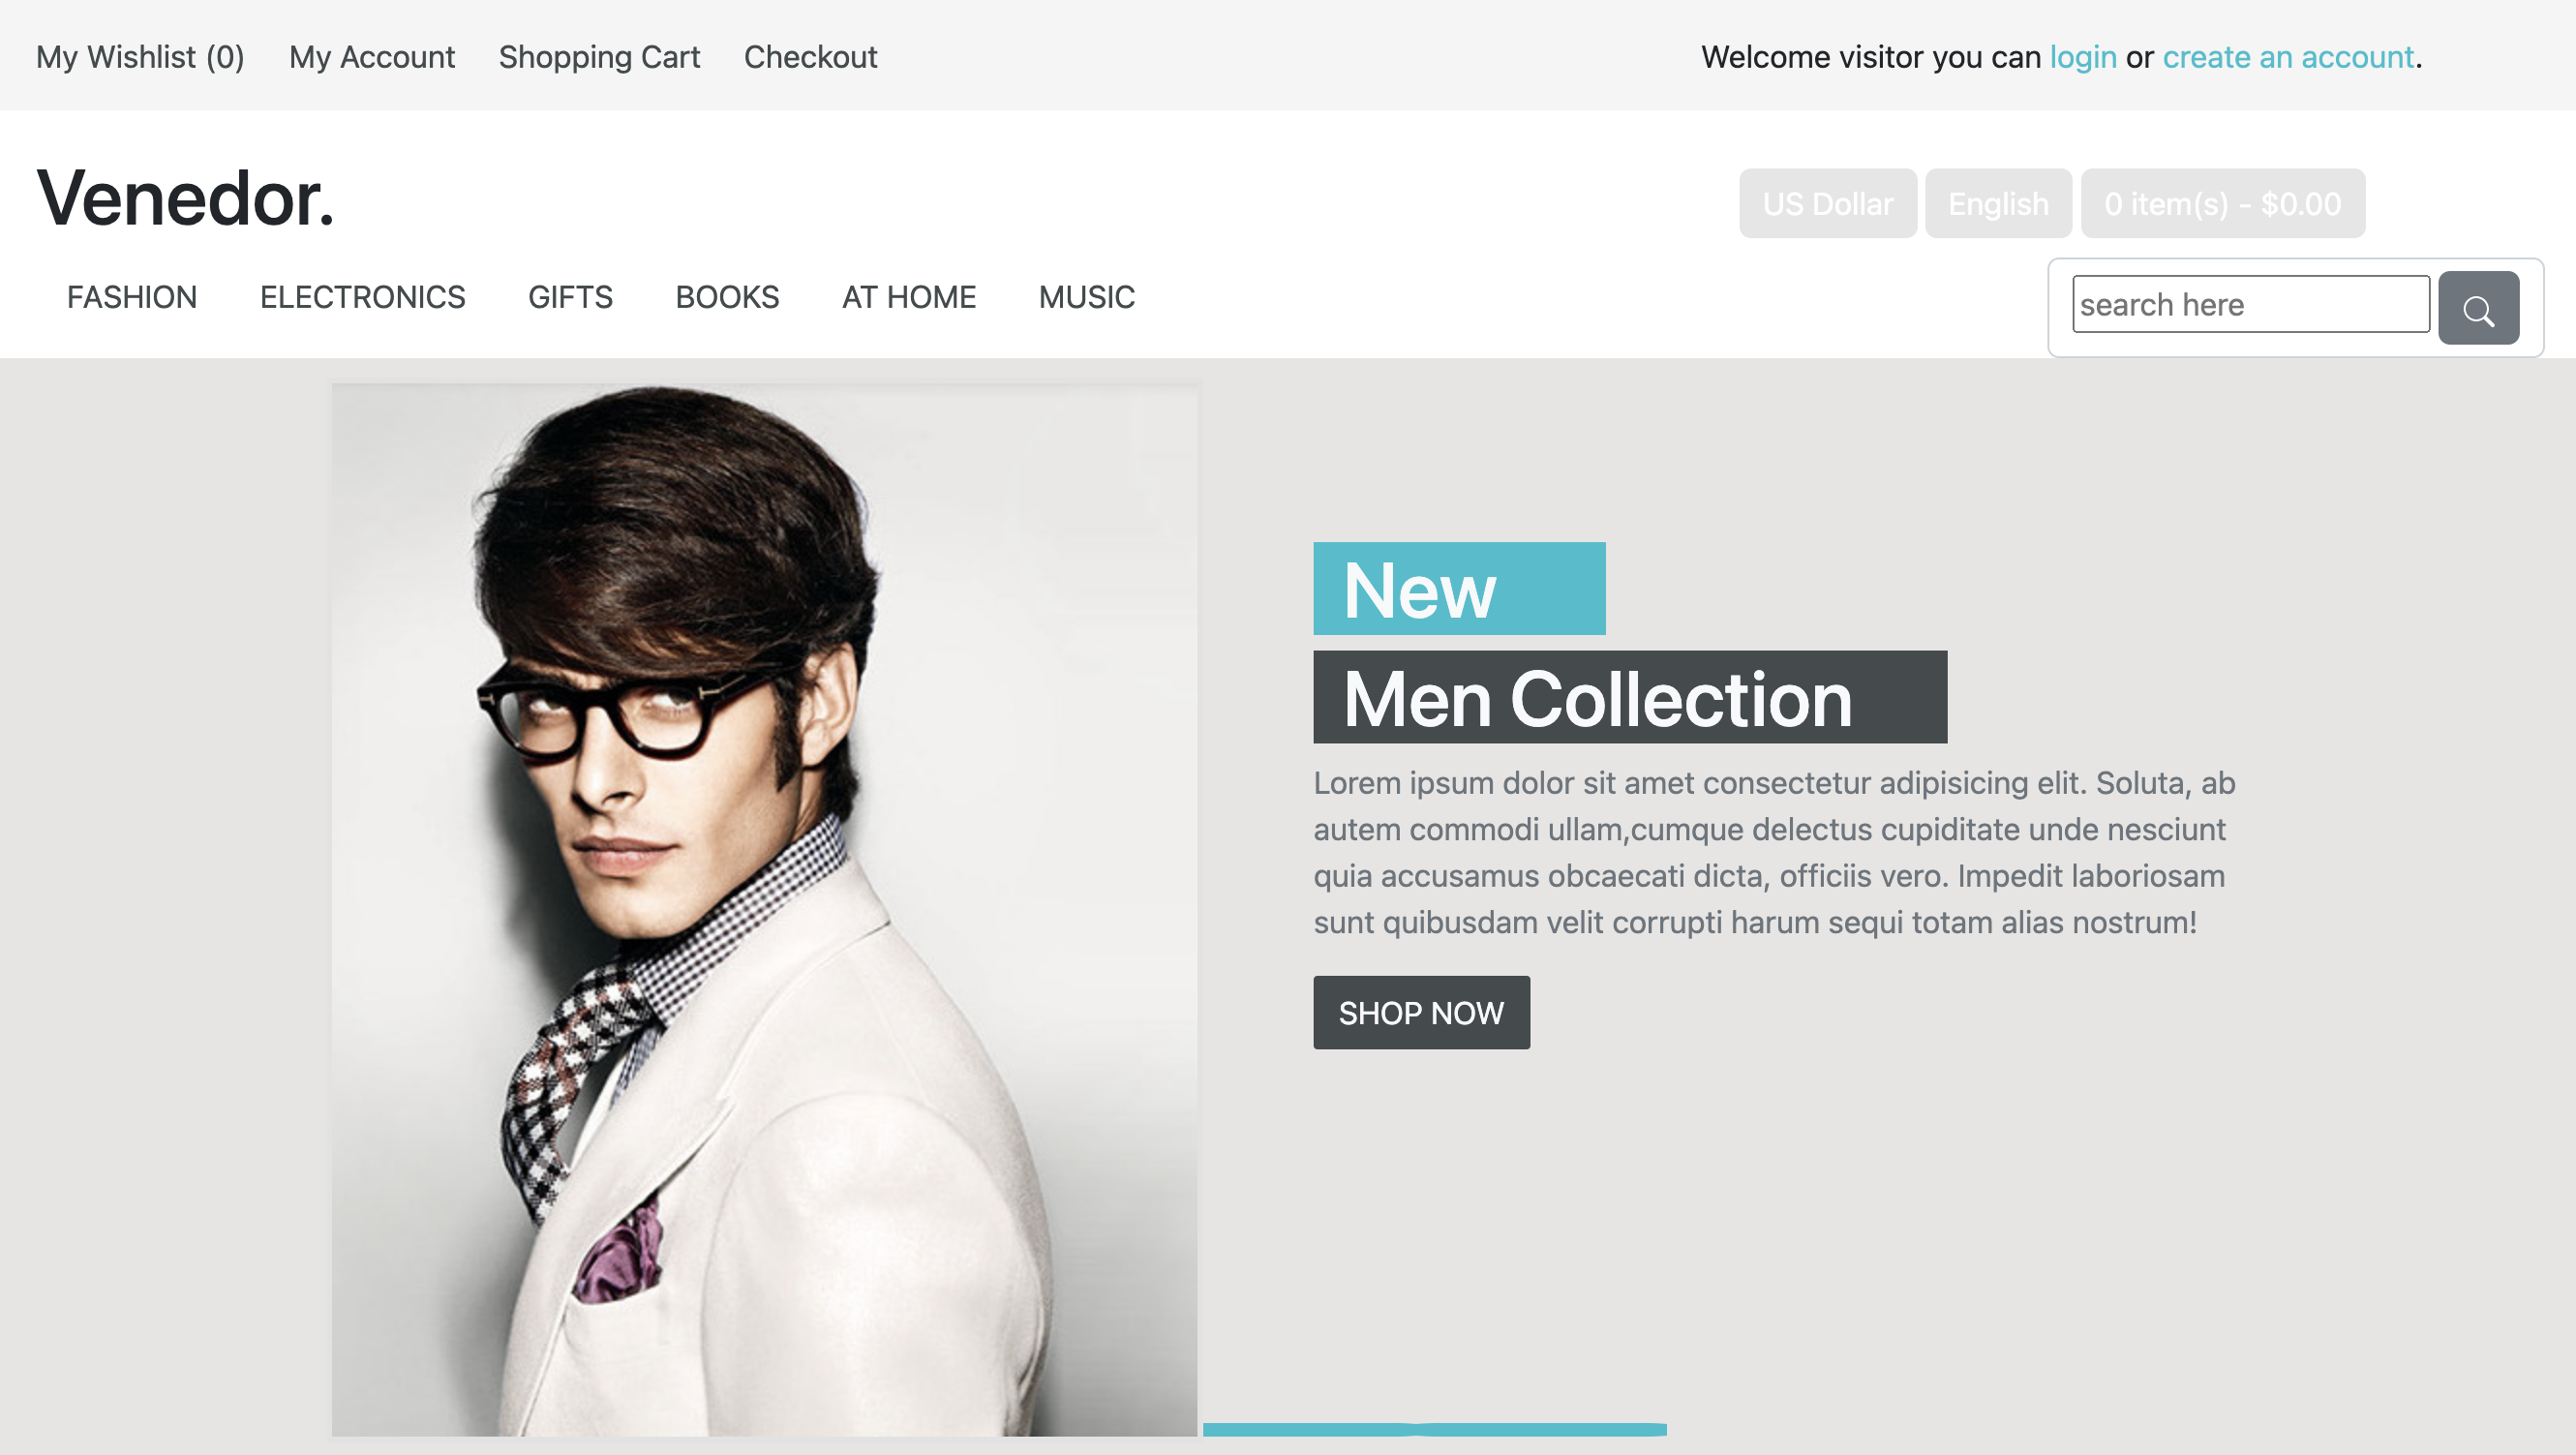 My Wishlist (0) My Account Shopping Cart Checkout Welcome visitor you can login or create an account.
Venedor.
US Dollar English 0 item(s) - $0.00
FASHION ELECTRONICS GIFTS BOOKS AT HOME MUSIC
search here
New
Men Collection
Lorem ipsum dolor sit amet consectetur adipisicing elit. Soluta, ab
autem commodi ullam,cumque delectus cupiditate unde nesciunt
quia accusamus obcaecati dicta, officiis vero. Impedit laboriosam
sunt quibusdam velit corrupti harum sequi totam alias nostrum!
SHOP NOW